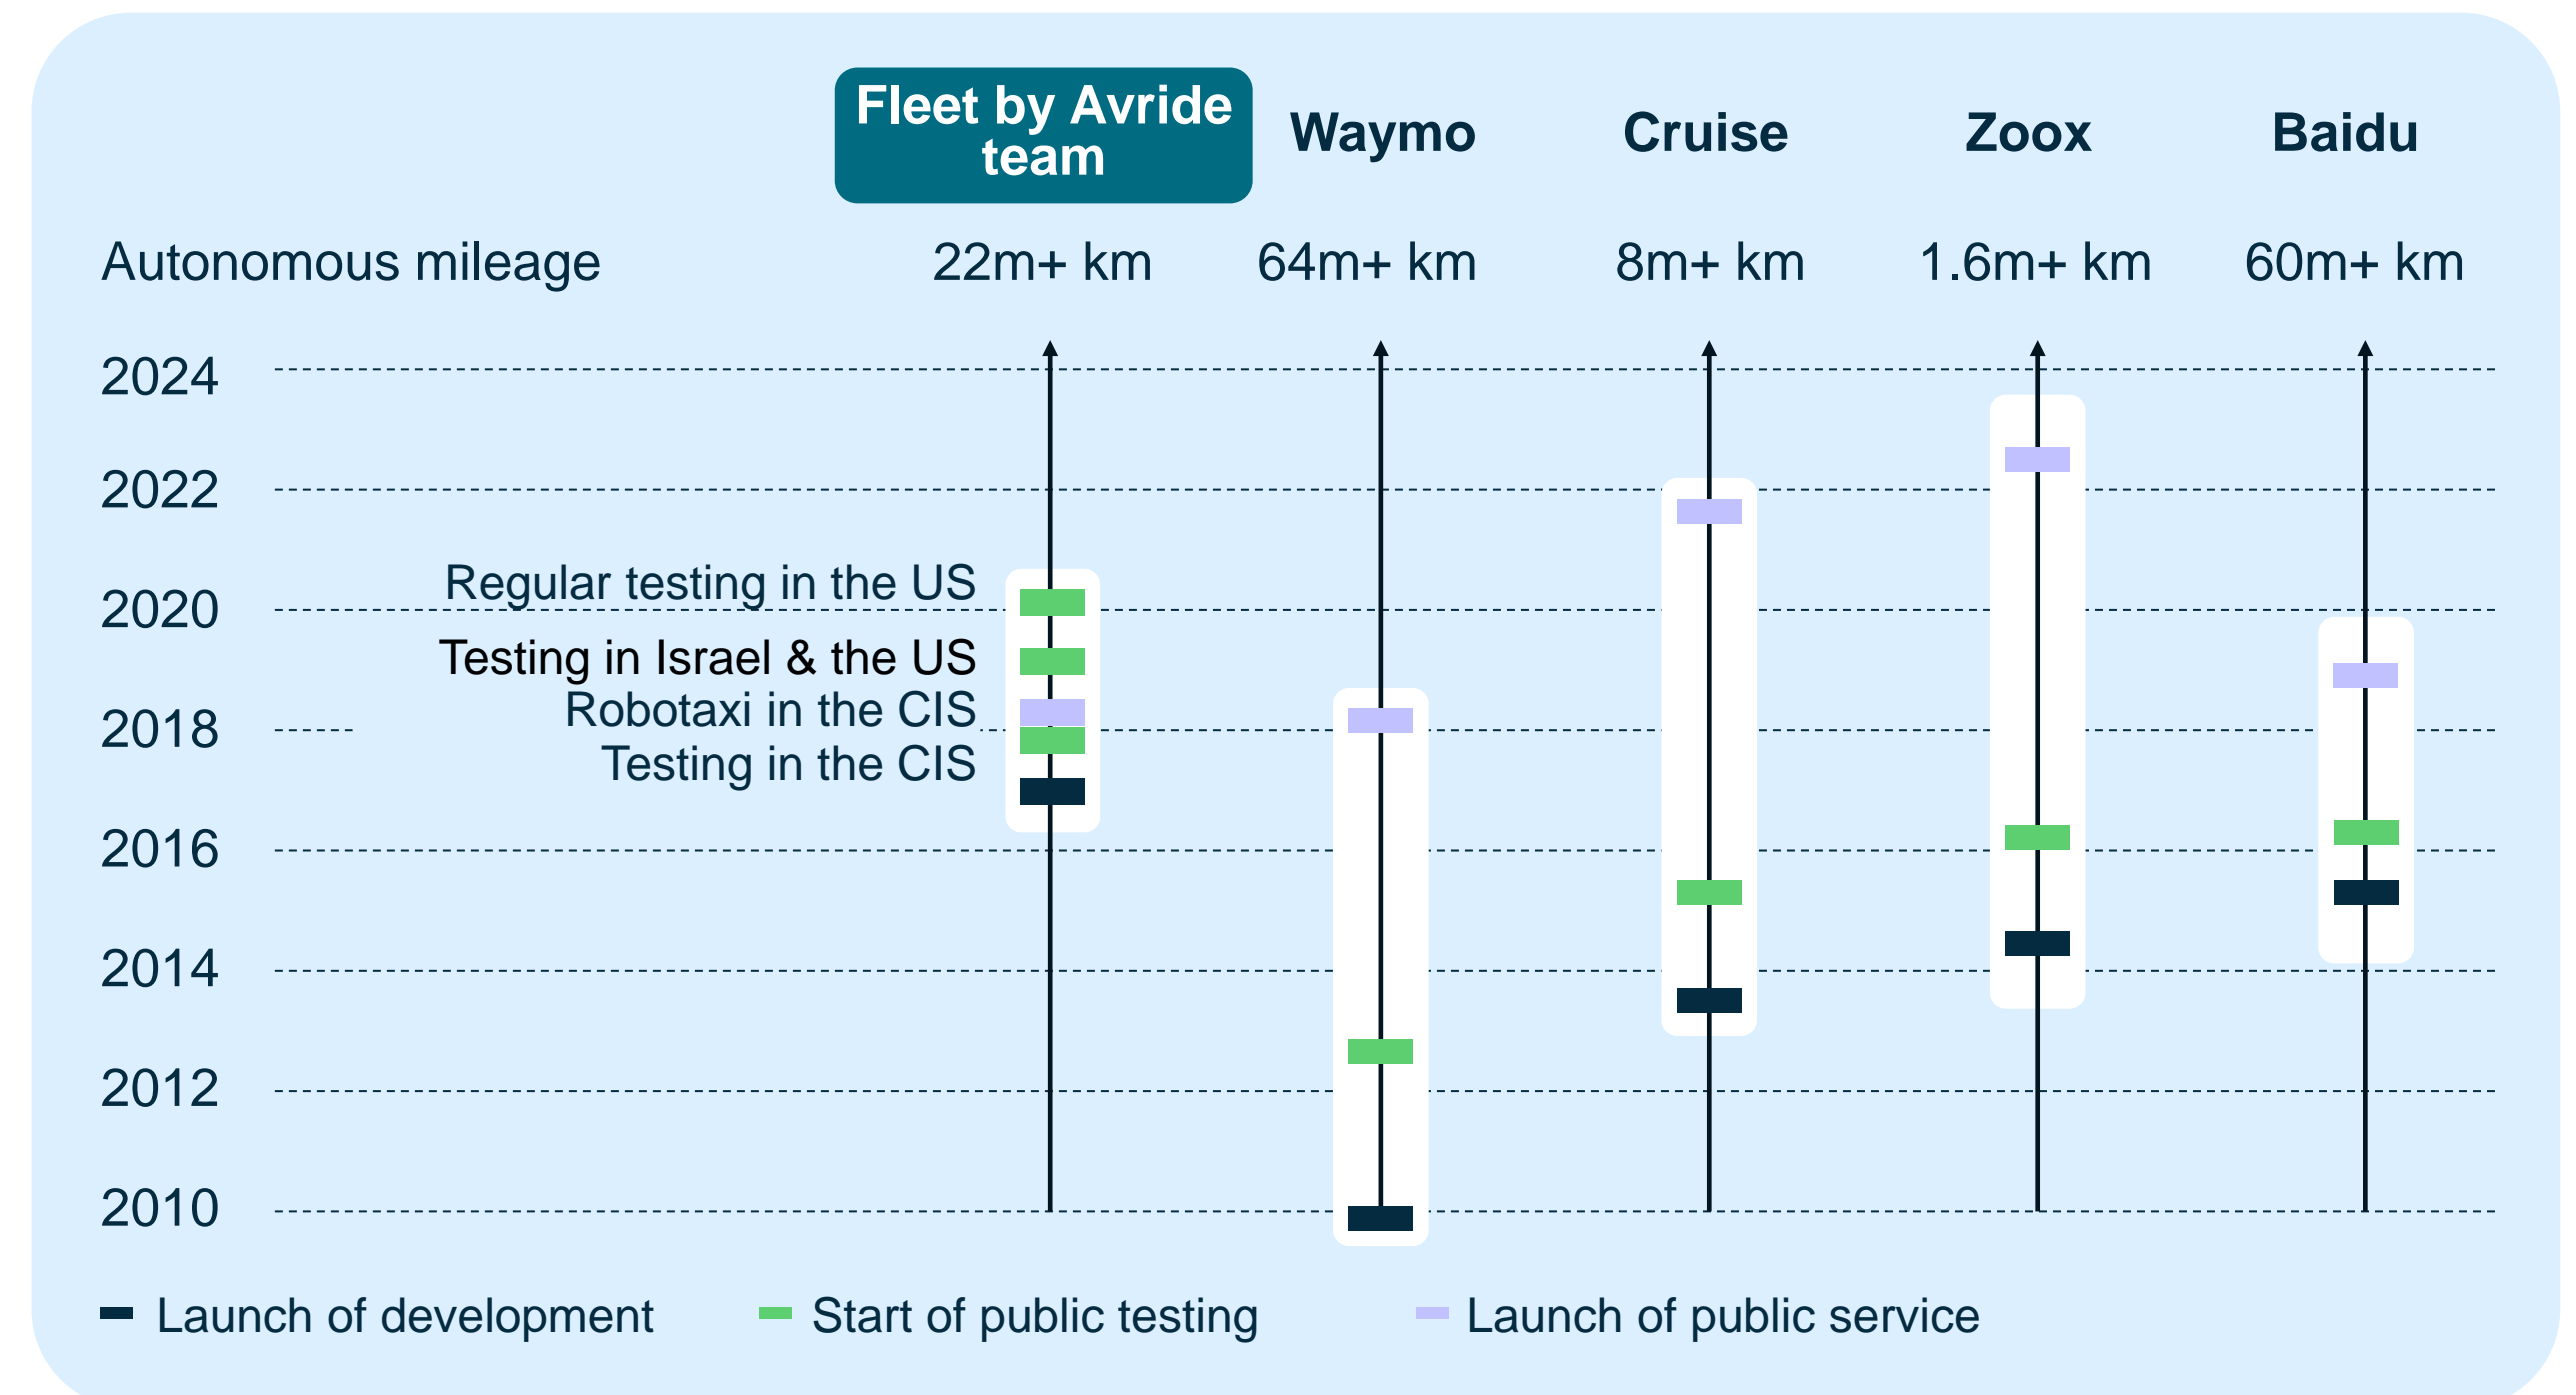 Fleet by Avride
team
Waymo
Cruise
Zoox
Baidu
Autonomous mileage
22m+ km
64m+ km
8m+ km
1.6m+ km
60m+ km
2024
2022
Regular testing in the US
2020
Testing in Israel & the US
Robotaxi in the CIS
2018
Testing in the CIS
2016
2014
2012
2010
Launch of development
Start of public testing
Launch of public service